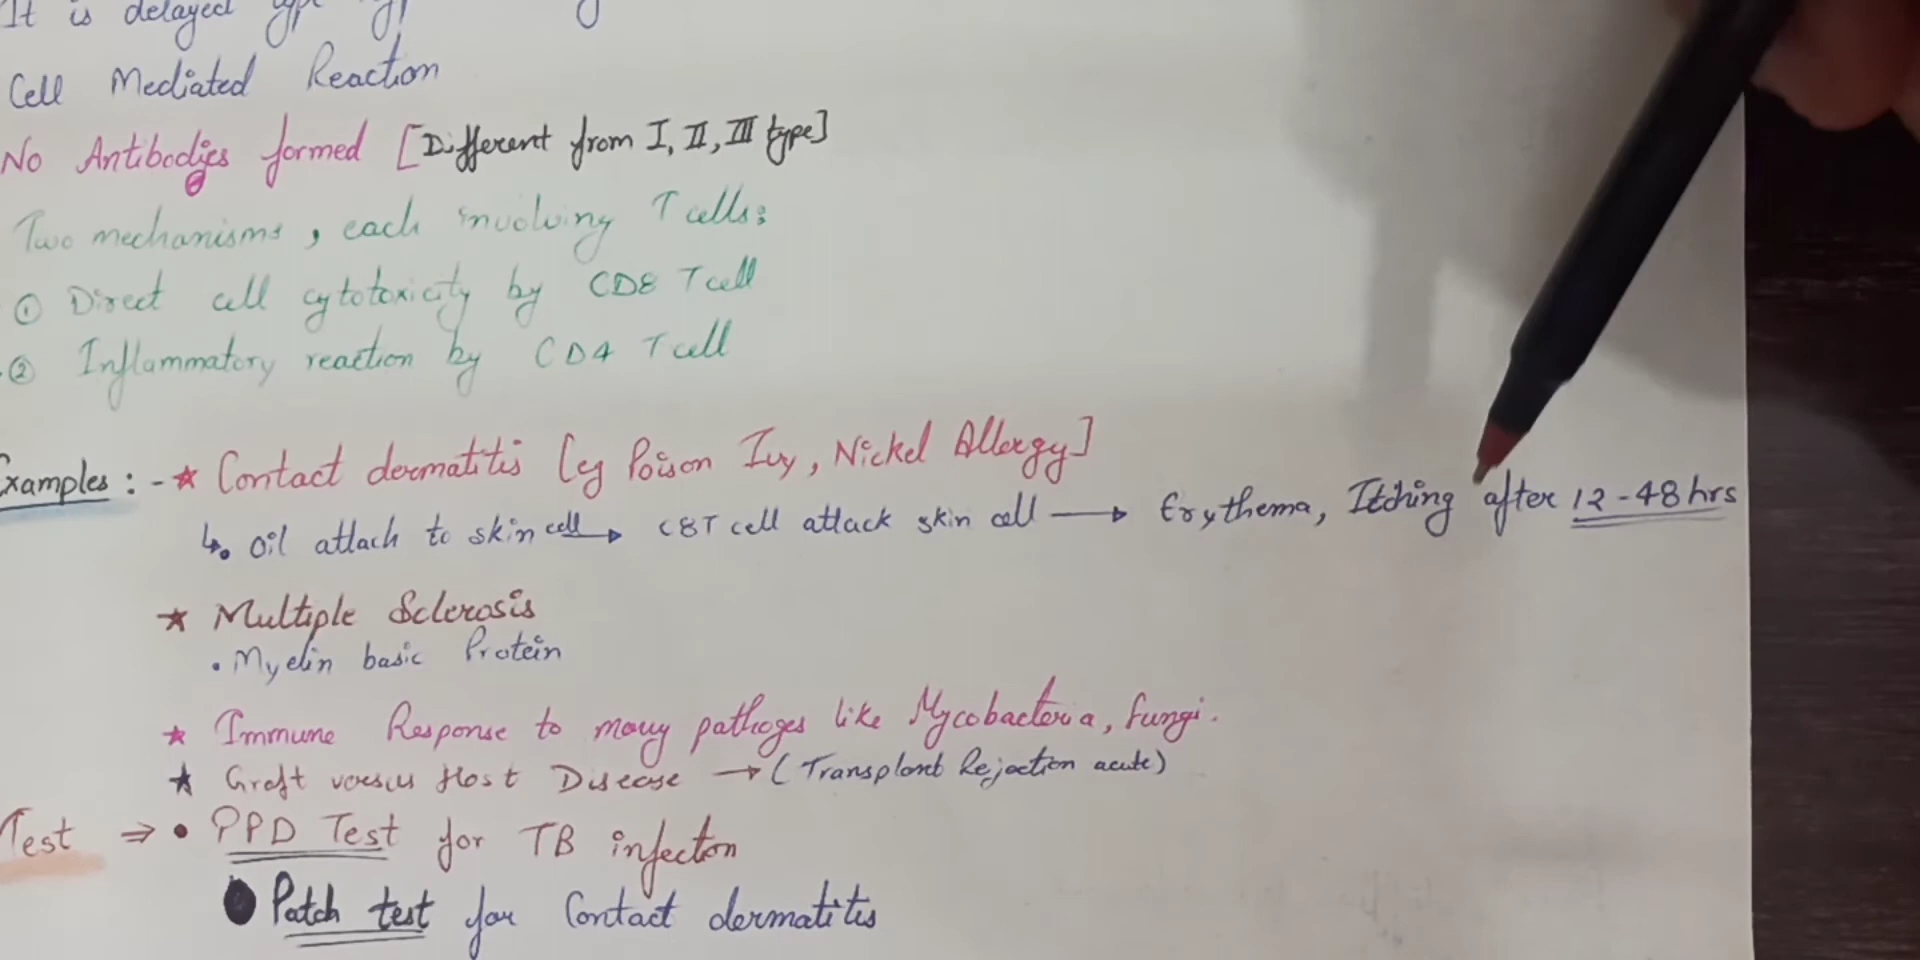 It is delayed type
Cell Mediated Reaction
No Antibodies formed [Different from I, II, III type]
Two mechanisms, each involving T cells:
① Direct cell cytotoxicity by CD8 T cell
② Inflammatory reaction by CD4 T cell
Examples : - ★ Contact dermatitis [eg Poison Ivy, Nickel Allergy]
↳ Oil attach to skin cell → C8T cell attack skin cell → Erythema, Itching after 12-48 hrs
★ Multiple Sclerosis
• Myelin basic Protein
★ Immune Response to many pathoges like Mycobacteria, fungi.
★ Graft versus Host Disease → (Transplant Rejection acute)
Test ⇒ • PPD Test for TB infecton
● Patch test for Contact dermatitis